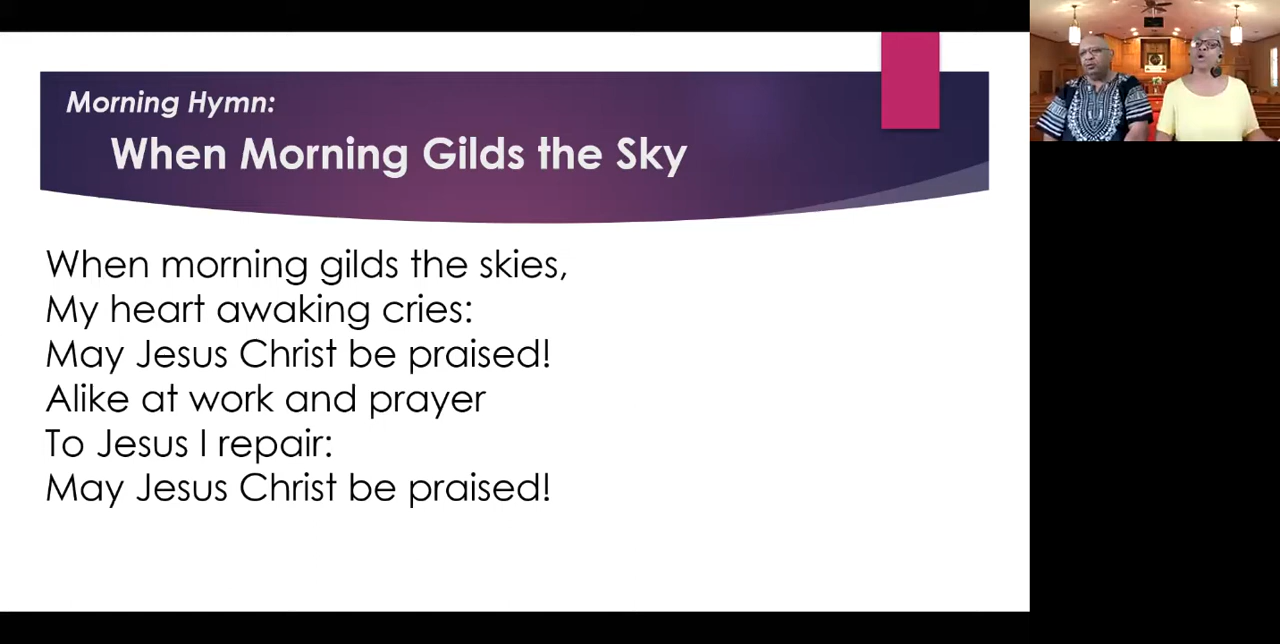 Morning Hymn:
When Morning Gilds the Sky
When morning gilds the skies,
My heart awaking cries:
May Jesus Christ be praised!
Alike at work and prayer
To Jesus I repair:
May Jesus Christ be praised!